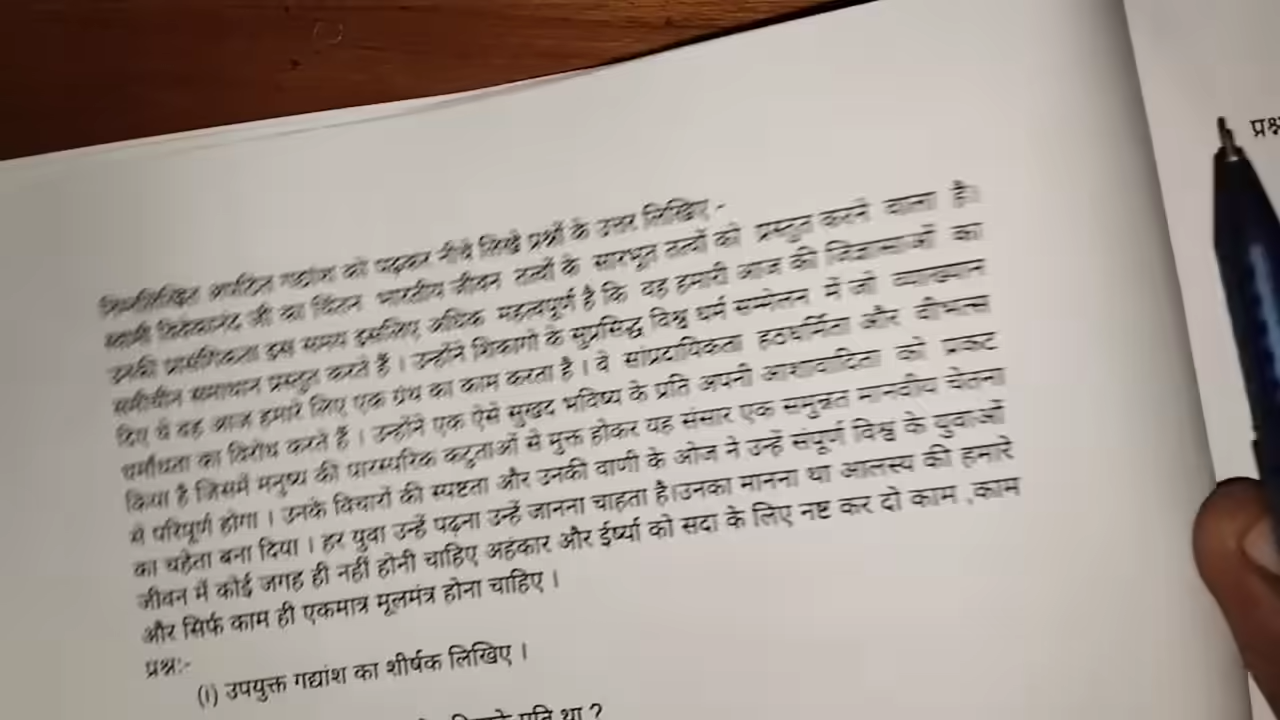 निम्नलिखित अपठित गद्यांश को पढ़कर नीचे लिखे प्रश्नों के उत्तर लिखिए -
स्वामी विवेकानंद जी का चिंतन भारतीय जीवन तत्वों के सारभूत तत्वों को प्रस्तुत करने वाला है।
उनकी प्रासंगिकता इस समय इसलिए अधिक महत्वपूर्ण है कि वह हमारी आज की जिज्ञासाओं का
समीचीन समाधान प्रस्तुत करते हैं । उन्होंने शिकागो के सुप्रसिद्ध विश्व धर्म सम्मेलन में जो व्याख्यान
दिए थे वह आज हमारे लिए एक ग्रंथ का काम करता है । वे सांप्रदायिकता हठधर्मिता और वीभत्स
धर्मांधता का विरोध करते हैं । उन्होंने एक ऐसे सुखद भविष्य के प्रति अपनी आशावादिता को प्रकट
किया है जिसमें मनुष्य की पारस्परिक कटुताओं से मुक्त होकर यह संसार एक समुन्नत मानवीय चेतना
से परिपूर्ण होगा । उनके विचारों की स्पष्टता और उनकी वाणी के ओज ने उन्हें संपूर्ण विश्व के युवाओं
का चहेता बना दिया । हर युवा उन्हें पढ़ना उन्हें जानना चाहता है।उनका मानना था आलस्य की हमारे
जीवन में कोई जगह ही नहीं होनी चाहिए अहंकार और ईर्ष्या को सदा के लिए नष्ट कर दो काम ,काम
और सिर्फ काम ही एकमात्र मूलमंत्र होना चाहिए ।
प्रश्न:-
(i) उपयुक्त गद्यांश का शीर्षक लिखिए ।
प्रति था ?
प्रश्न